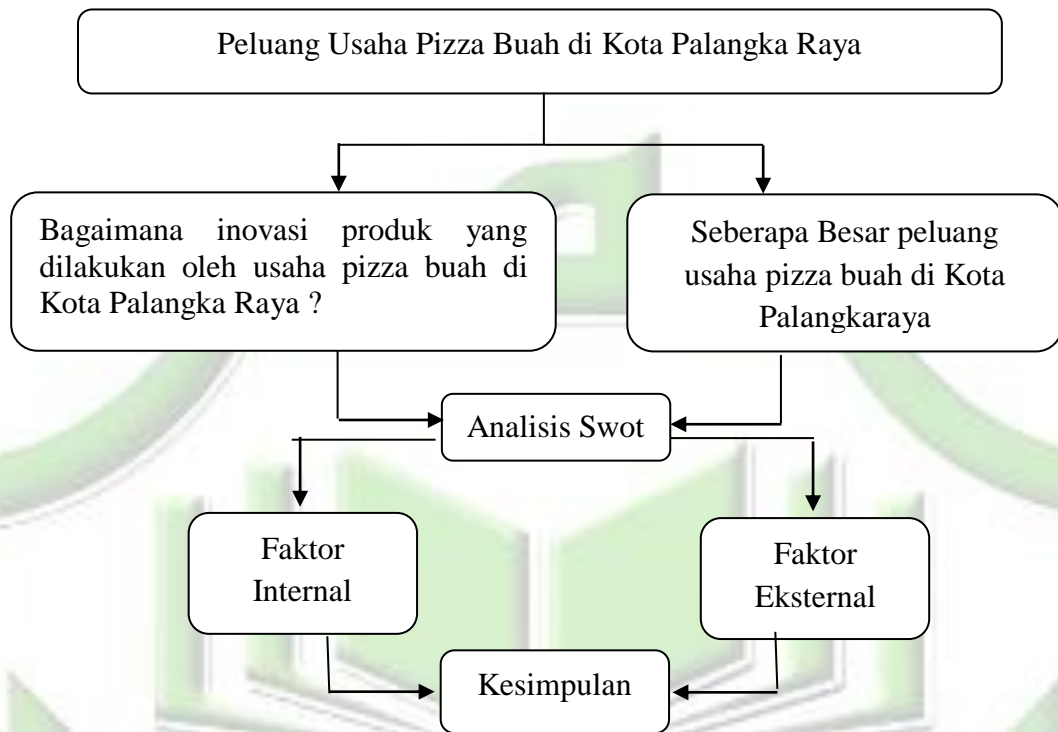 Peluang Usaha Pizza Buah di Kota Palangka Raya
Bagaimana inovasi produk yang
dilakukan oleh usaha pizza buah di
Kota Palangka Raya ?
Seberapa Besar peluang
usaha pizza buah di Kota
Palangkaraya
Analisis Swot
Faktor
Internal
Faktor
Eksternal
Kesimpulan